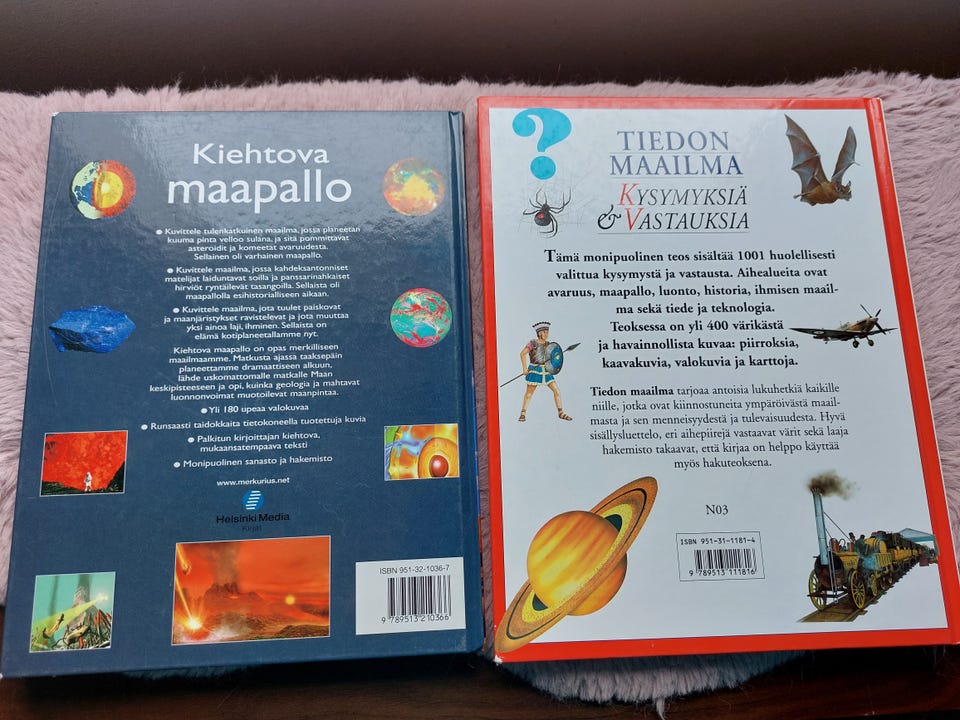 Kiehtova
maapallo
● Kuvittele tulenkatkuinen maailma, jossa planeetan
kuuma pinta velloo sulana, ja sitä pommittavat
asteroidit ja komeetat avaruudesta.
Sellainen oli varhainen maapallo.
● Kuvittele maailma, jossa kahdeksantonniset
matelijat laiduntavat soilla ja panssarinahkaiset
hirviöt ryntäilevät tasangoilla. Sellaista oli
maapallolla esihistorialliseen aikaan.
● Kuvittele maailma, jota tuulet paiskovat
ja maanjäristykset ravistelevat ja jota muuttaa
yksi ainoa laji, ihminen. Sellaista on
elämä kotiplaneetallamme nyt.
Kiehtova maapallo on opas merkilliseen
maailmaamme. Matkusta ajassa taaksepäin
planeettamme dramaattiseen alkuun,
lähde uskomattomalle matkalle Maan
keskipisteeseen ja opi, kuinka geologia ja mahtavat
luonnonvoimat muotoilevat maanpintaa.
● Yli 180 upeaa valokuvaa
● Runsaasti taidokkaita tietokoneella tuotettuja kuvia
● Palkitun kirjoittajan kiehtova,
mukaansatempaava teksti
● Monipuolinen sanasto ja hakemisto
www.merkurius.net
Helsinki Media
Kirjat
ISBN 951-32-1036-7
9 789513 210366
?
TIEDON
MAAILMA
KYSYMYKSIÄ
& VASTAUKSIA
Tämä monipuolinen teos sisältää 1001 huolellisesti
valittua kysymystä ja vastausta. Aihealueita ovat
avaruus, maapallo, luonto, historia, ihmisen maail-
ma sekä tiede ja teknologia.
Teoksessa on yli 400 värikästä
ja havainnollista kuvaa: piirroksia,
kaavakuvia, valokuvia ja karttoja.
Tiedon maailma tarjoaa antoisia lukuhetkiä kaikille
niille, jotka ovat kiinnostuneita ympäröivästä maail-
masta ja sen menneisyydestä ja tulevaisuudesta. Hyvä
sisällysluettelo, eri aihepiirejä vastaavat värit sekä laaja
hakemisto takaavat, että kirjaa on helppo käyttää
myös hakuteoksena.
N03
ISBN 951-31-1181-4
9 789513 111816